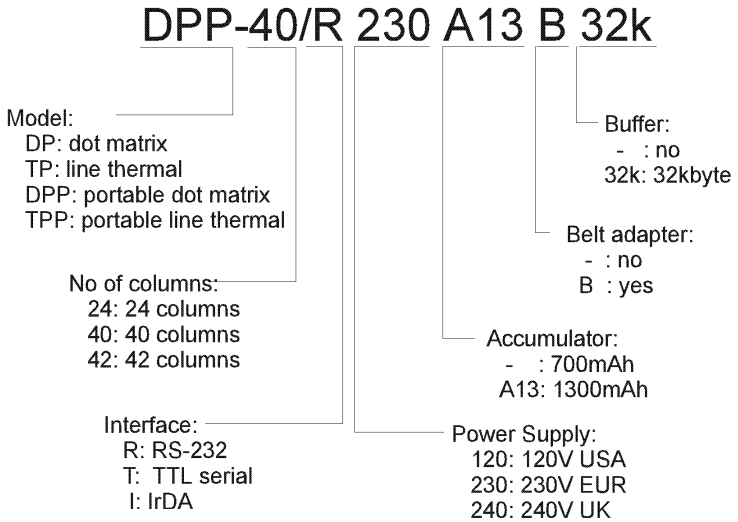 DPP-40/R 230 A13 B 32k
Model:
DP: dot matrix
TP: line thermal
DPP: portable dot matrix
TPP: portable line thermal
No of columns:
24: 24 columns
40: 40 columns
42: 42 columns
Interface:
R: RS-232
T: TTL serial
I: IrDA
Buffer:
- : no
32k: 32kbyte
Belt adapter:
- : no
B : yes
Accumulator:
- : 700mAh
A13: 1300mAh
Power Supply:
120: 120V USA
230: 230V EUR
240: 240V UK